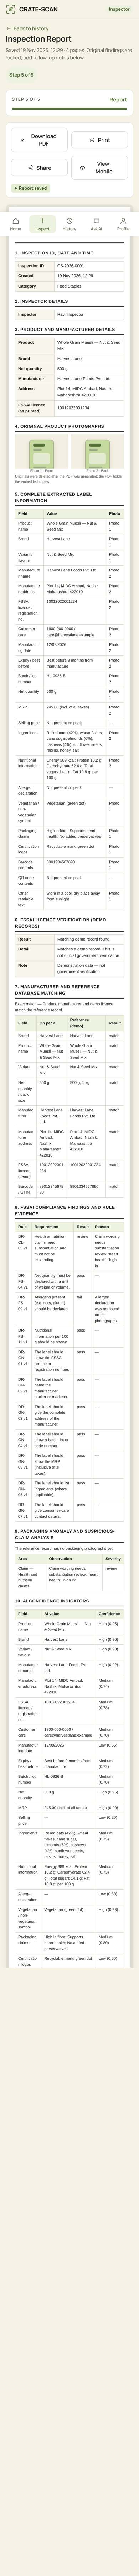 CRATE-SCAN
Inspector
← Back to history
Inspection Report
Saved 19 Nov 2026, 12:29 · 4 pages. Original findings are locked, add follow-up notes below.
Step 5 of 5
STEP 5 OF 5
Report
Download PDF
Print
Share
View: Mobile
Report saved
Home
Inspect
History
Ask AI
Profile
1. INSPECTION ID, DATE AND TIME
Inspection ID CS-2026-0001
Created 19 Nov 2026, 12:29
Category Food Staples
2. INSPECTOR DETAILS
Inspector Ravi Inspector
3. PRODUCT AND MANUFACTURER DETAILS
Product Whole Grain Muesli — Nut & Seed Mix
Brand Harvest Lane
Net quantity 500 g
Manufacturer Harvest Lane Foods Pvt. Ltd.
Address Plot 14, MIDC Ambad, Nashik, Maharashtra 422010
FSSAI licence (as printed) 10012022001234
4. ORIGINAL PRODUCT PHOTOGRAPHS
Photo 1 · Front
Photo 2 · Back
Originals were deleted after the PDF was generated; the PDF holds the embedded copies.
5. COMPLETE EXTRACTED LABEL INFORMATION
Field Value Photo
Product name Whole Grain Muesli — Nut & Seed Mix Photo 1
Brand Harvest Lane Photo 1
Variant / flavour Nut & Seed Mix Photo 1
Manufacturer name Harvest Lane Foods Pvt. Ltd. Photo 2
Manufacturer address Plot 14, MIDC Ambad, Nashik, Maharashtra 422010 Photo 2
FSSAI licence / registration no. 10012022001234 Photo 2
Customer care 1800-000-0000 / care@harvestlane.example Photo 2
Manufacturing date 12/09/2026 Photo 2
Expiry / best before Best before 9 months from manufacture Photo 2
Batch / lot number HL-0926-B Photo 2
Net quantity 500 g Photo 1
MRP 245.00 (incl. of all taxes) Photo 2
Selling price Not present on pack —
Ingredients Rolled oats (42%), wheat flakes, cane sugar, almonds (6%), cashews (4%), sunflower seeds, raisins, honey, salt Photo 2
Nutritional information Energy 389 kcal; Protein 10.2 g; Carbohydrate 62.4 g; Total sugars 14.1 g; Fat 10.8 g; per 100 g Photo 2
Allergen declaration Not present on pack —
Vegetarian / non-vegetarian symbol Vegetarian (green dot) Photo 1
Packaging claims High in fibre; Supports heart health; No added preservatives Photo 1
Certification logos Recyclable mark; green dot Photo 1
Barcode contents 8901234567890 Photo 2
QR code contents Not present on pack —
Other readable text Store in a cool, dry place away from sunlight Photo 1
6. FSSAI LICENCE VERIFICATION (DEMO RECORDS)
Result Matching demo record found
Detail Matches a demo record. This is not official government verification.
Note Demonstration data — not government verification
7. MANUFACTURER AND REFERENCE DATABASE MATCHING
Exact match — Product, manufacturer and demo licence match the reference record.
Field On pack Reference (demo) Result
Brand Harvest Lane Harvest Lane match
Product name Whole Grain Muesli — Nut & Seed Mix Whole Grain Muesli — Nut & Seed Mix match
Variant Nut & Seed Mix Nut & Seed Mix match
Net quantity / pack size 500 g 500 g, 1 kg match
Manufacturer Harvest Lane Foods Pvt. Ltd. Harvest Lane Foods Pvt. Ltd. match
Manufacturer address Plot 14, MIDC Ambad, Nashik, Maharashtra 422010 Plot 14, MIDC Ambad, Nashik, Maharashtra 422010 match
FSSAI licence (demo) 10012022001234 10012022001234 match
Barcode / GTIN 8901234567890 8901234567890 match
8. FSSAI COMPLIANCE FINDINGS AND RULE EVIDENCE
Rule Requirement Result Reason
DR-CL-03 v1 Health or nutrition claims need substantiation and must not be misleading. review Claim wording needs substantiation review: 'heart health', 'high in'.
DR-FS-04 v1 Net quantity must be declared with a unit of weight or volume. pass —
DR-FS-09 v1 Allergens present (e.g. nuts, gluten) should be declared fail Allergen declaration was not found on the photographs.
DR-FS-12 v1 Nutritional information per 100 g should be shown. pass —
DR-GN-01 v1 The label should show the FSSAI licence or registration number. pass —
DR-GN-02 v1 The label should name the manufacturer, packer or marketer. pass —
DR-GN-03 v1 The label should give the complete address of the manufacturer. pass —
DR-GN-04 v1 The label should show a batch, lot or code number. pass —
DR-GN-05 v1 The label should show the MRP (inclusive of all taxes). pass —
DR-GN-06 v1 The label should list ingredients (where applicable). pass —
DR-GN-07 v1 The label should give consumer-care contact details. pass —
9. PACKAGING ANOMALY AND SUSPICIOUS-CLAIM ANALYSIS
The reference record has no packaging photographs yet.
Area Observation Severity
Claim — Health and nutrition claims Claim wording needs substantiation review: 'heart health', 'high in'. review
10. AI CONFIDENCE INDICATORS
Field AI value Confidence
Product name Whole Grain Muesli — Nut & Seed Mix High (0.95)
Brand Harvest Lane High (0.96)
Variant / flavour Nut & Seed Mix High (0.90)
Manufacturer name Harvest Lane Foods Pvt. Ltd. High (0.92)
Manufacturer address Plot 14, MIDC Ambad, Nashik, Maharashtra 422010 Medium (0.74)
FSSAI licence / registration no. 10012022001234 Medium (0.78)
Customer care 1800-000-0000 / care@harvestlane.example Medium (0.70)
Manufacturing date 12/09/2026 Low (0.55)
Expiry / best before Best before 9 months from manufacture Medium (0.72)
Batch / lot number HL-0926-B Medium (0.70)
Net quantity 500 g High (0.95)
MRP 245.00 (incl. of all taxes) High (0.90)
Selling price — Low (0.20)
Ingredients Rolled oats (42%), wheat flakes, cane sugar, almonds (6%), cashews (4%), sunflower seeds, raisins, honey, salt Medium (0.75)
Nutritional information Energy 389 kcal; Protein 10.2 g; Carbohydrate 62.4 g; Total sugars 14.1 g; Fat 10.8 g; per 100 g Medium (0.73)
Allergen declaration — Low (0.35)
Vegetarian / non-vegetarian symbol Vegetarian (green dot) High (0.93)
Packaging claims High in fibre; Supports heart health; No added preservatives Medium (0.80)
Certification logos Recyclable mark; green dot Low (0.59)